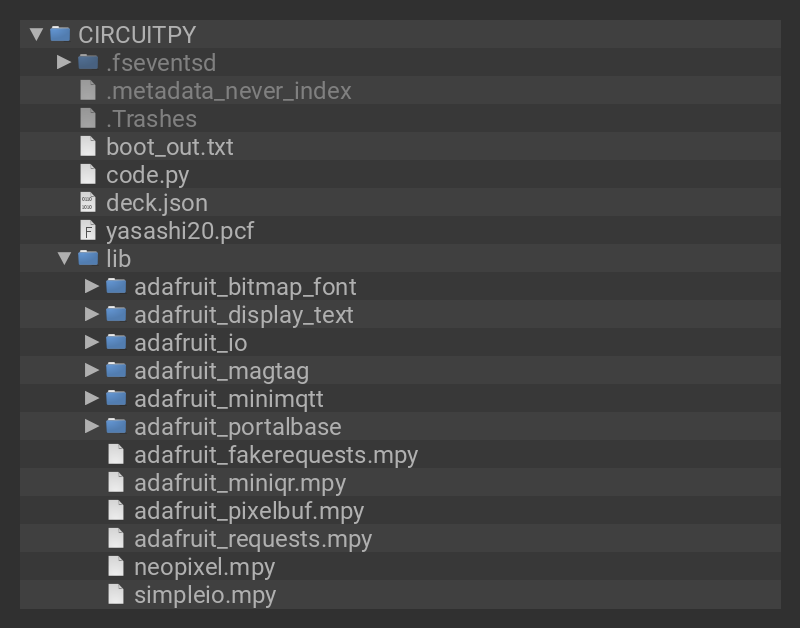 CIRCUITPY
.fseventsd
.metadata_never_index
.Trashes
boot_out.txt
code.py
deck.json
yasashi20.pcf
lib
adafruit_bitmap_font
adafruit_display_text
adafruit_io
adafruit_magtag
adafruit_minimqtt
adafruit_portalbase
adafruit_fakerequests.mpy
adafruit_miniqr.mpy
adafruit_pixelbuf.mpy
adafruit_requests.mpy
neopixel.mpy
simpleio.mpy